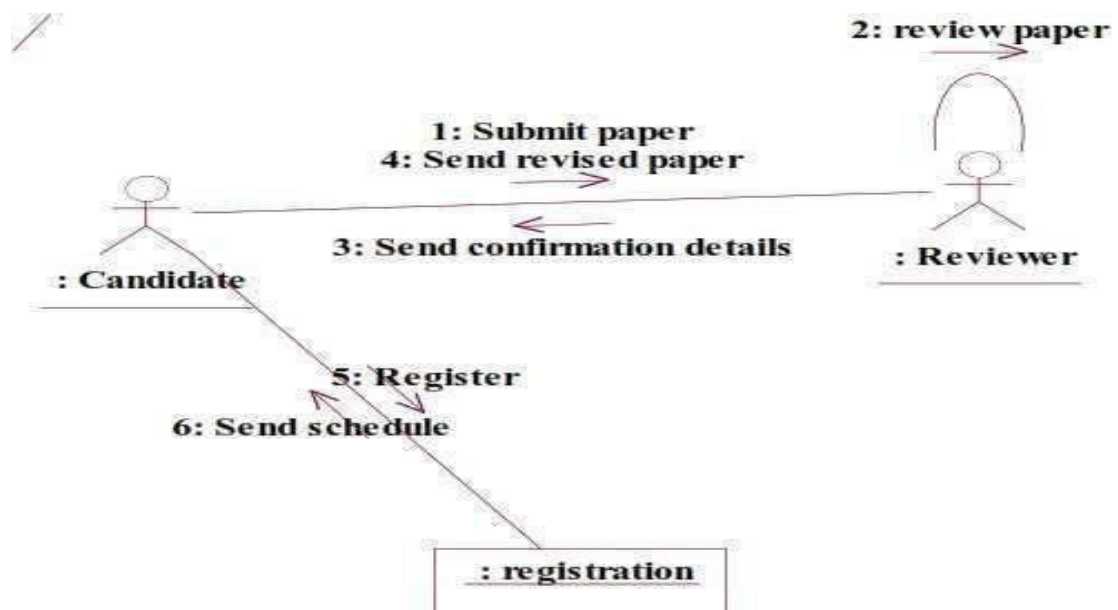 2: review paper
1: Submit paper
4: Send revised paper
3: Send confirmation details
: Reviewer
: Candidate
5: Register
6: Send schedule
: registration